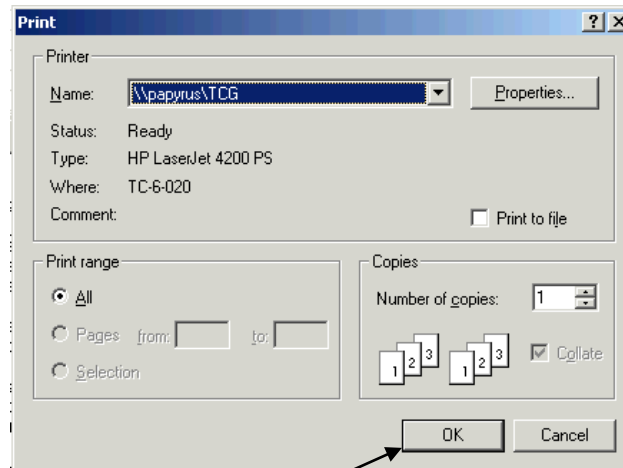 Print
Printer
Name: \\papyrus\TCG Properties...
Status: Ready
Type: HP LaserJet 4200 PS
Where: TC-6-020
Comment: Print to file
Print range
All
Pages from: to:
Selection
Copies
Number of copies: 1
1 2 3 1 2 3 Collate
OK Cancel